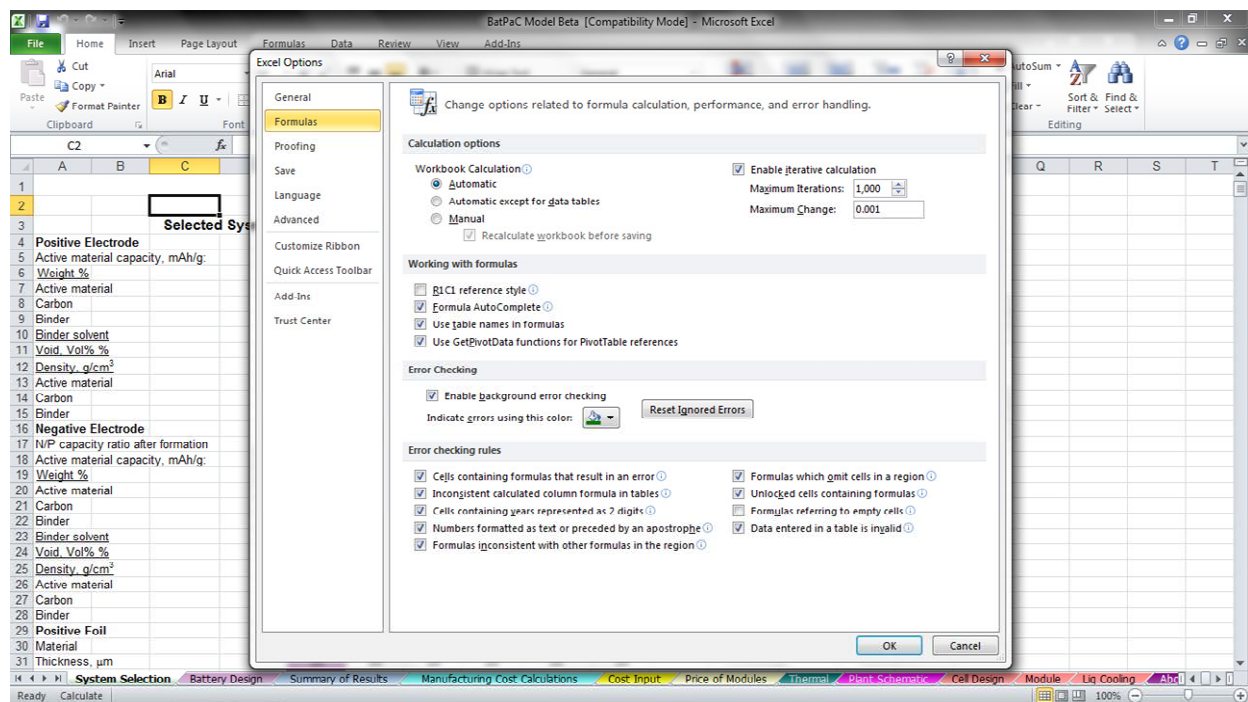 BatPaC Model Beta [Compatibility Mode] - Microsoft Excel
File Home Insert Page Layout Formulas Data Review View Add-Ins
Cut
Copy
Paste
Format Painter
Clipboard
Arial
B I U
Font
AutoSum
Fill
Clear
Sort & Filter
Find & Select
Editing
C2
fx
A B C Q R S T
Excel Options
General
Formulas
Proofing
Save
Language
Advanced
Customize Ribbon
Quick Access Toolbar
Add-Ins
Trust Center
Change options related to formula calculation, performance, and error handling.
Calculation options
Workbook Calculation
Automatic
Automatic except for data tables
Manual
Recalculate workbook before saving
Enable iterative calculation
Maximum Iterations: 1,000
Maximum Change: 0.001
Working with formulas
R1C1 reference style
Formula AutoComplete
Use table names in formulas
Use GetPivotData functions for PivotTable references
Error Checking
Enable background error checking
Indicate errors using this color:
Reset Ignored Errors
Error checking rules
Cells containing formulas that result in an error
Inconsistent calculated column formula in tables
Cells containing years represented as 2 digits
Numbers formatted as text or preceded by an apostrophe
Formulas inconsistent with other formulas in the region
Formulas which omit cells in a region
Unlocked cells containing formulas
Formulas referring to empty cells
Data entered in a table is invalid
OK Cancel
1
2
3 Selected Sys
4 Positive Electrode
5 Active material capacity, mAh/g:
6 Weight %
7 Active material
8 Carbon
9 Binder
10 Binder solvent
11 Void, Vol% %
12 Density, g/cm3
13 Active material
14 Carbon
15 Binder
16 Negative Electrode
17 N/P capacity ratio after formation
18 Active material capacity, mAh/g:
19 Weight %
20 Active material
21 Carbon
22 Binder
23 Binder solvent
24 Void, Vol% %
25 Density, g/cm3
26 Active material
27 Carbon
28 Binder
29 Positive Foil
30 Material
31 Thickness, µm
System Selection Battery Design Summary of Results Manufacturing Cost Calculations Cost Input Price of Modules Thermal Plant Schematic Cell Design Module Liq Cooling
Ready Calculate 100%